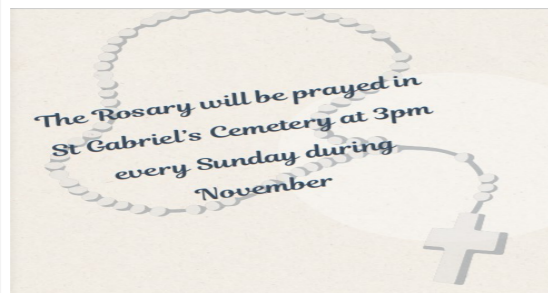 The Rosary will be prayed in
St Gabriel's Cemetery at 3pm
every Sunday during
November